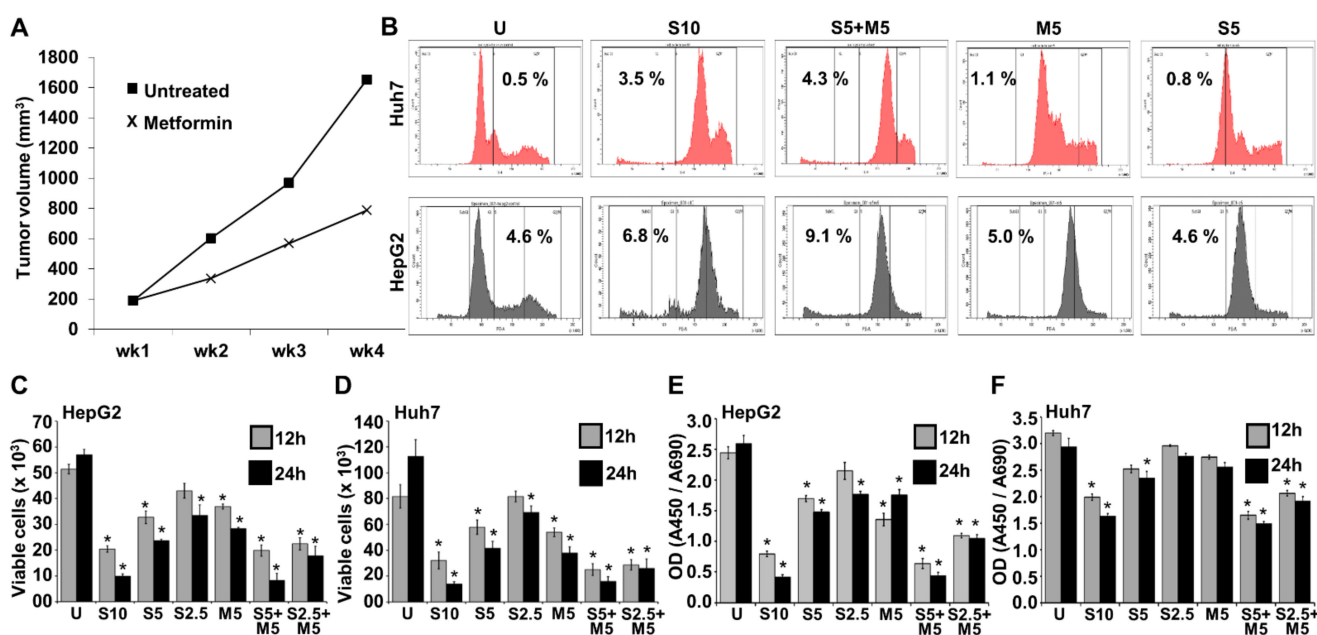 A
Tumor volume (mm³)
1800
1600
1400
1200
1000
800
600
400
200
0
Untreated
Metformin
wk1 wk2 wk3 wk4
B
U S10 S5+M5 M5 S5
Huh7
0.5 % 3.5 % 4.3 % 1.1 % 0.8 %
HepG2
4.6 % 6.8 % 9.1 % 5.0 % 4.6 %
C
HepG2
Viable cells (x 10³)
70
60
50
40
30
20
10
00
12h
24h
* * * * * * * * * * *
U S10 S5 S2.5 M5 S5+ S2.5+
M5 M5
D
Huh7
Viable cells (x 10³)
140
120
100
80
60
40
20
00
12h
24h
* * * * * * * * * * *
U S10 S5 S2.5 M5 S5+ S2.5+
M5 M5
E
HepG2
OD (A450 / A690)
3.0
2.5
2.0
1.5
1.0
0.5
0.0
12h
24h
* * * * * * * * * * *
U S10 S5 S2.5 M5 S5+ S2.5+
M5 M5
F
Huh7
OD (A450 / A690)
3.5
3.0
2.5
2.0
1.5
1.0
0.5
0.0
12h
24h
* * * * * * *
U S10 S5 S2.5 M5 S5+ S2.5+
M5 M5